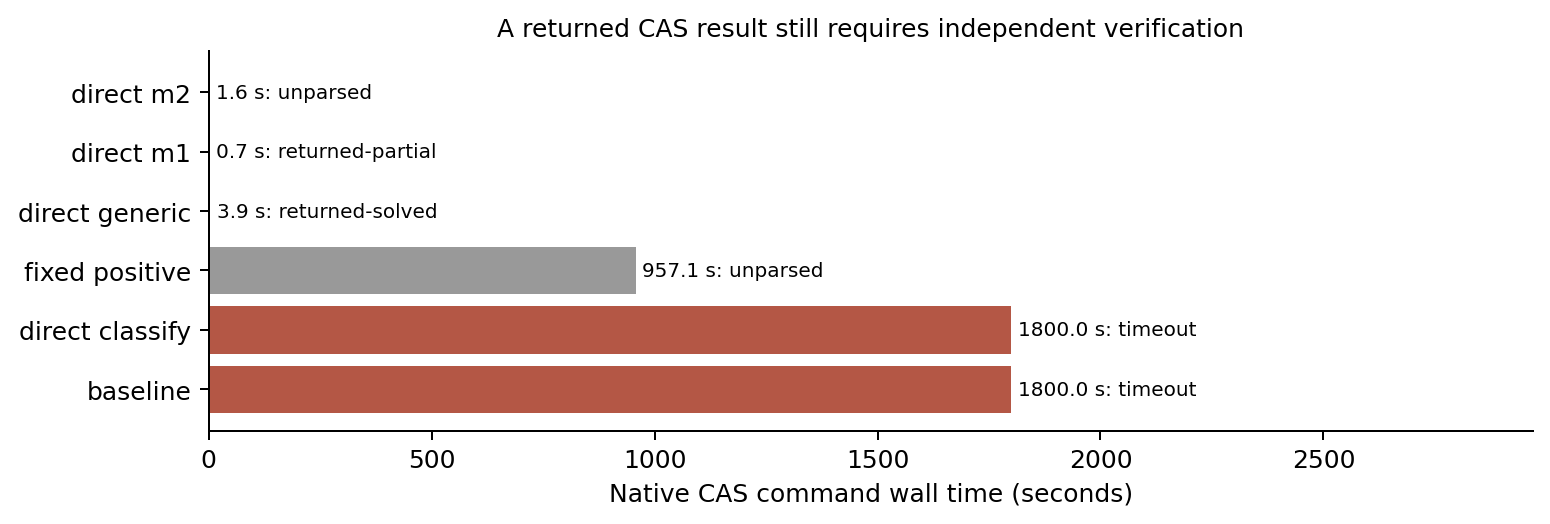 A returned CAS result still requires independent verification
direct m2
1.6 s: unparsed
direct m1
0.7 s: returned-partial
direct generic
3.9 s: returned-solved
fixed positive
957.1 s: unparsed
direct classify
1800.0 s: timeout
baseline
1800.0 s: timeout
0 500 1000 1500 2000 2500
Native CAS command wall time (seconds)